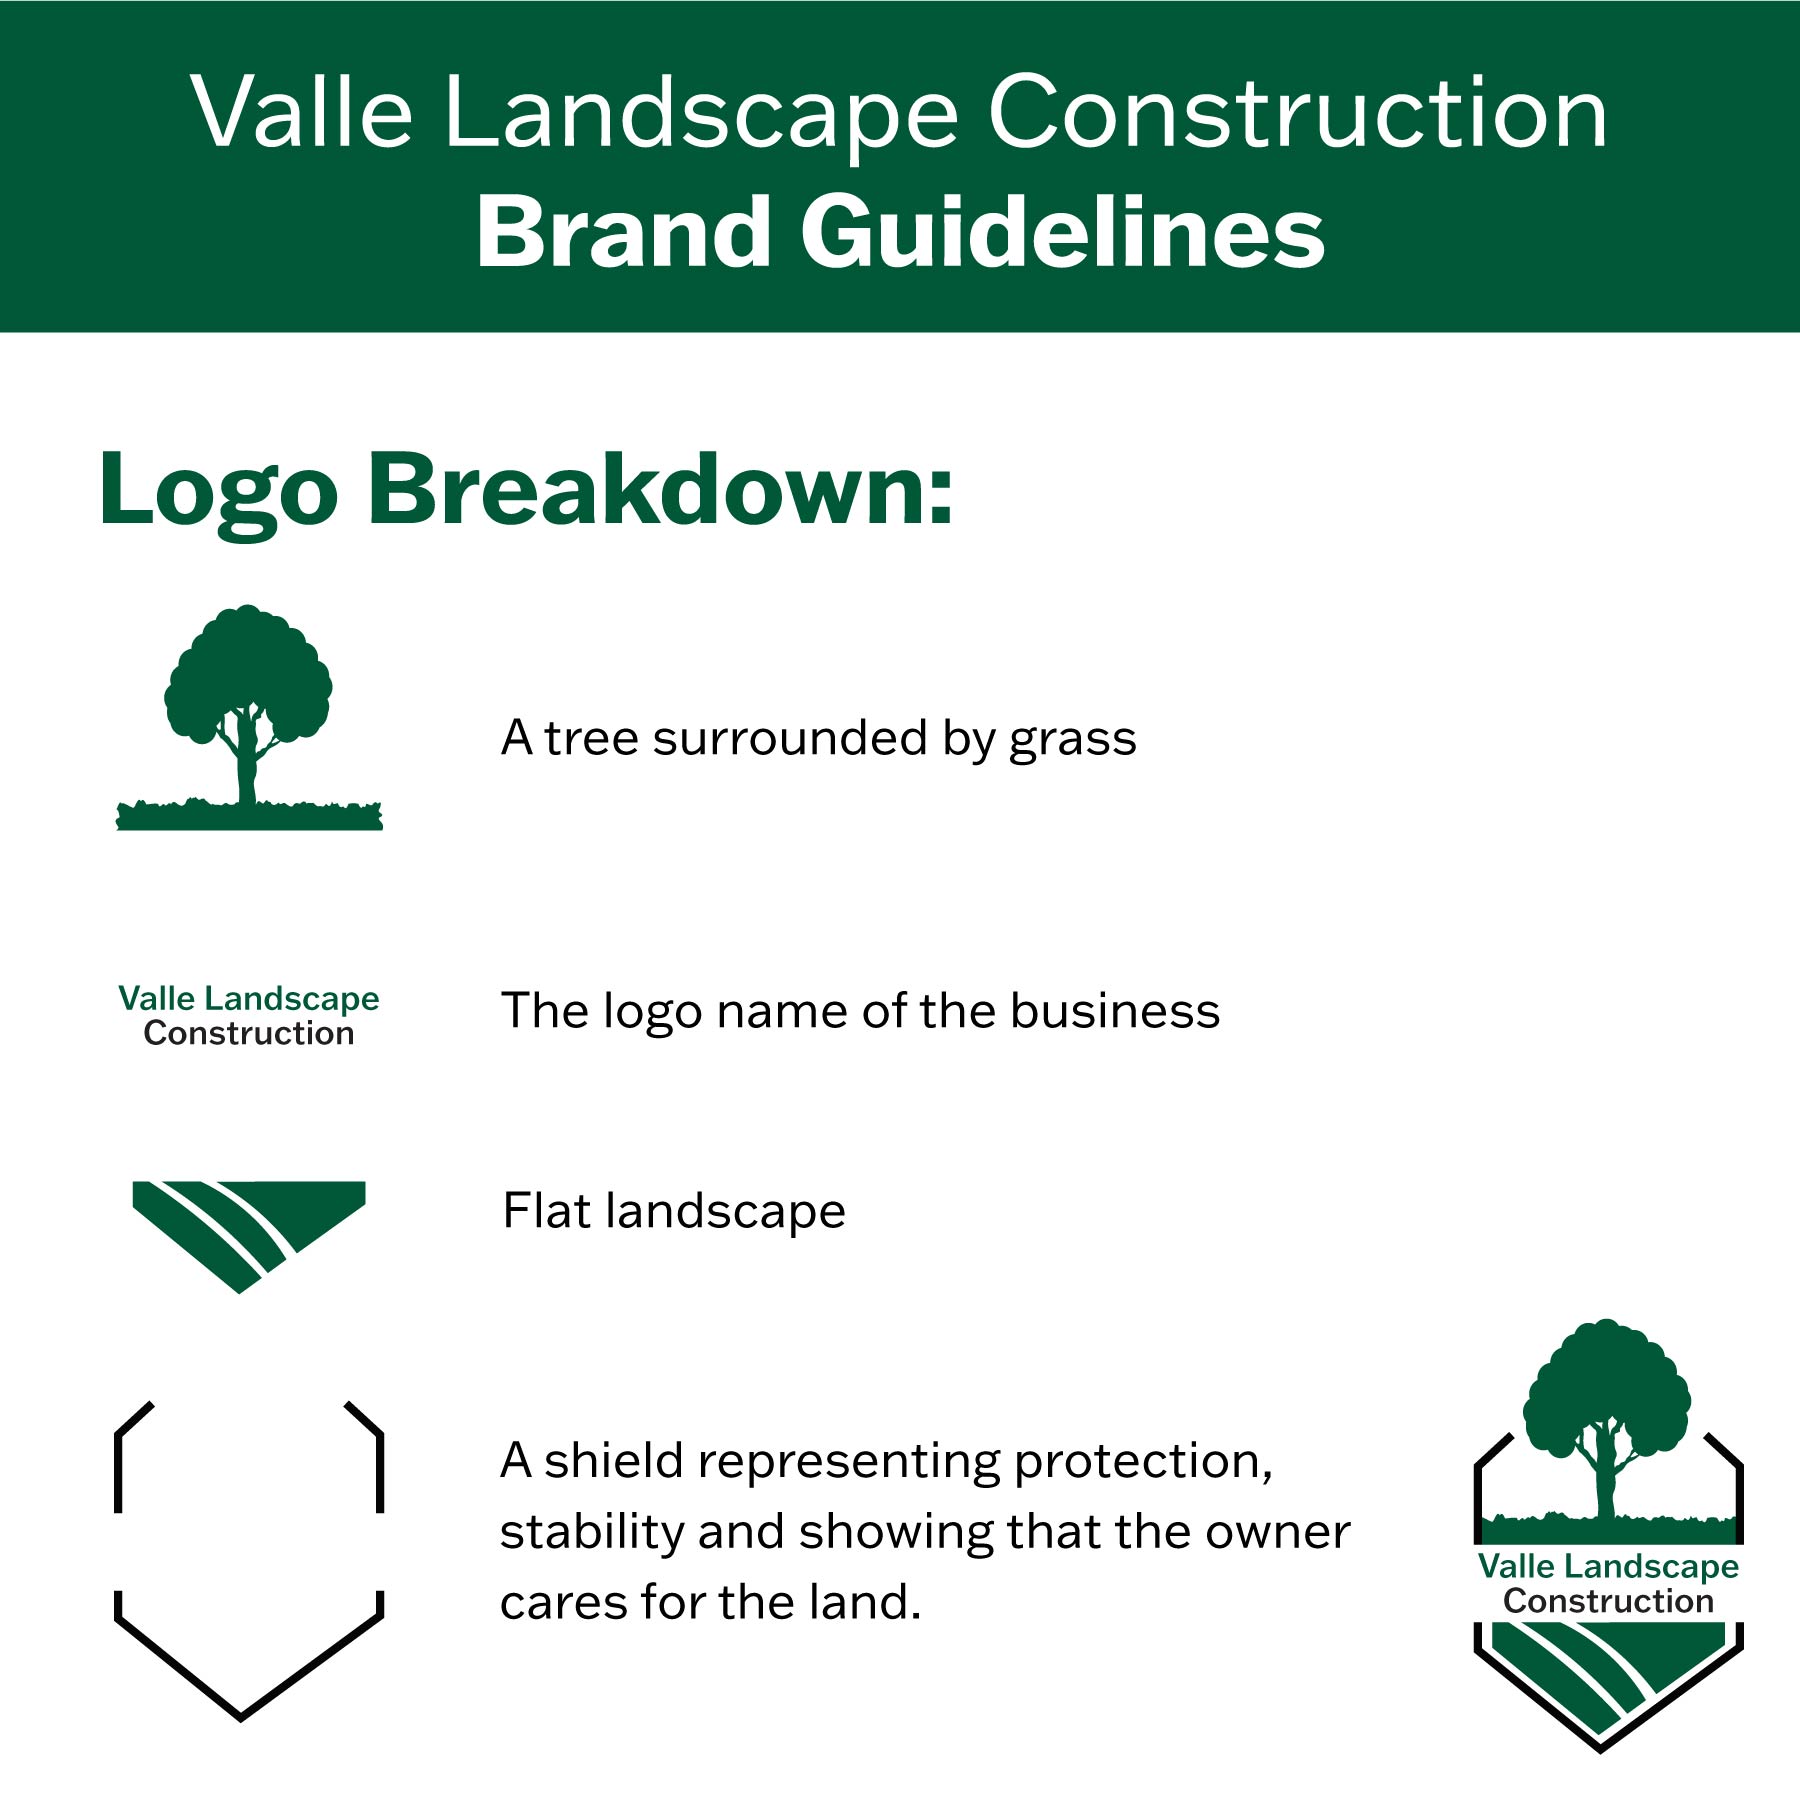 Valle Landscape Construction
Brand Guidelines
Logo Breakdown:
A tree surrounded by grass
Valle Landscape
Construction
The logo name of the business
Flat landscape
A shield representing protection,
stability and showing that the owner
cares for the land.
Valle Landscape
Construction